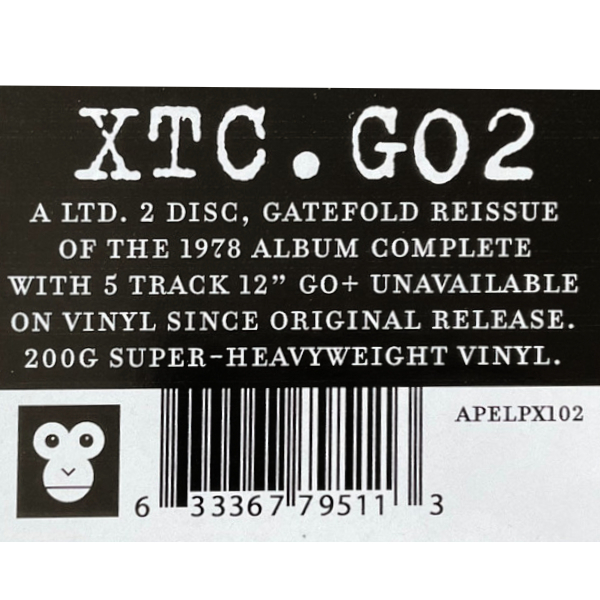 XTC.GO2
A LTD. 2 DISC, GATEFOLD REISSUE
OF THE 1978 ALBUM COMPLETE
WITH 5 TRACK 12” GO+ UNAVAILABLE
ON VINYL SINCE ORIGINAL RELEASE.
200G SUPER-HEAVYWEIGHT VINYL.
APELPX102
6 33367 79511 3